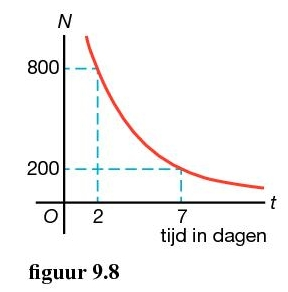 N
800
200
O 2 7 t
tijd in dagen
figuur 9.8